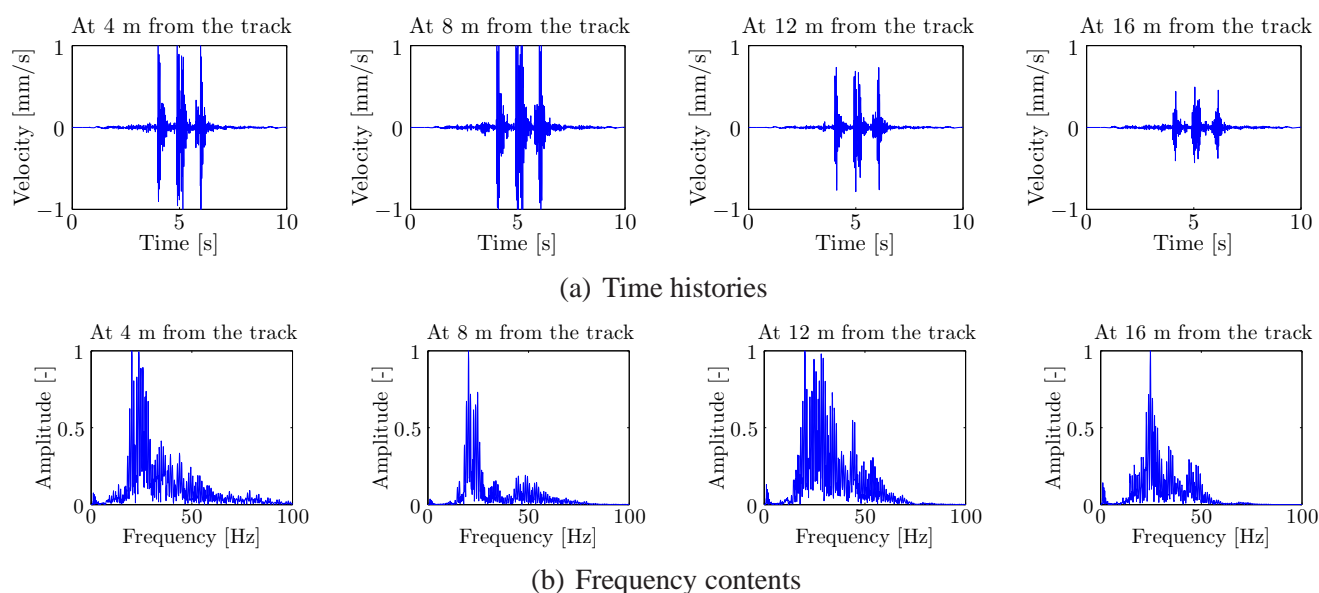 At 4 m from the track
At 8 m from the track
At 12 m from the track
At 16 m from the track
Velocity [mm/s]
1
0
−1
0
5
10
Time [s]
Velocity [mm/s]
1
0
−1
0
5
10
Time [s]
Velocity [mm/s]
1
0
−1
0
5
10
Time [s]
Velocity [mm/s]
1
0
−1
0
5
10
Time [s]
(a) Time histories
At 4 m from the track
At 8 m from the track
At 12 m from the track
At 16 m from the track
Amplitude [-]
1
0.5
0
0
50
100
Frequency [Hz]
Amplitude [-]
1
0.5
0
0
50
100
Frequency [Hz]
Amplitude [-]
1
0.5
0
0
50
100
Frequency [Hz]
Amplitude [-]
1
0.5
0
0
50
100
Frequency [Hz]
(b) Frequency contents